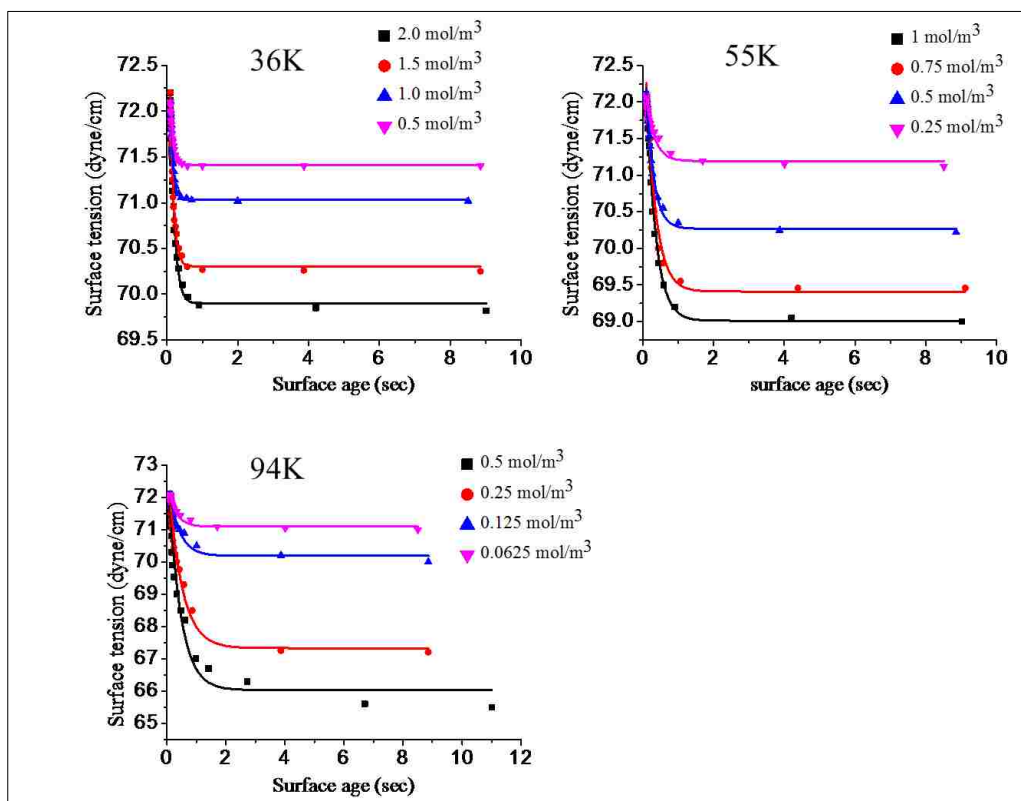 36K
2.0 mol/m³
1.5 mol/m³
1.0 mol/m³
0.5 mol/m³
Surface tension (dyne/cm)
72.5
72.0
71.5
71.0
70.5
70.0
69.5
0 2 4 6 8 10
Surface age (sec)
55K
1 mol/m³
0.75 mol/m³
0.5 mol/m³
0.25 mol/m³
Surface tension (dyne/cm)
72.5
72.0
71.5
71.0
70.5
70.0
69.5
69.0
0 2 4 6 8 10
surface age (sec)
94K
0.5 mol/m³
0.25 mol/m³
0.125 mol/m³
0.0625 mol/m³
Surface tension (dyne/cm)
73
72
71
70
69
68
67
66
65
0 2 4 6 8 10 12
Surface age (sec)